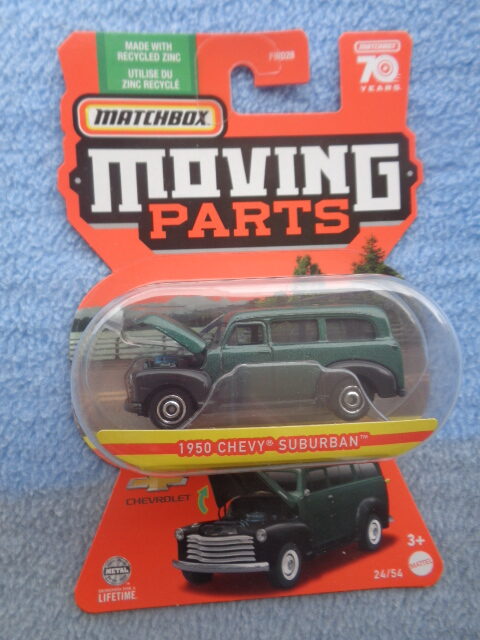 MADE WITH
RECYCLED ZINC
UTILISE DU
ZINC RECYCLÉ
MATCHBOX
70
YEARS
MATCHBOX
MOVING
PARTS
1950 CHEVY® SUBURBAN™
CHEVROLET
METAL
LIFETIME.
24/54
3+
MATTEL